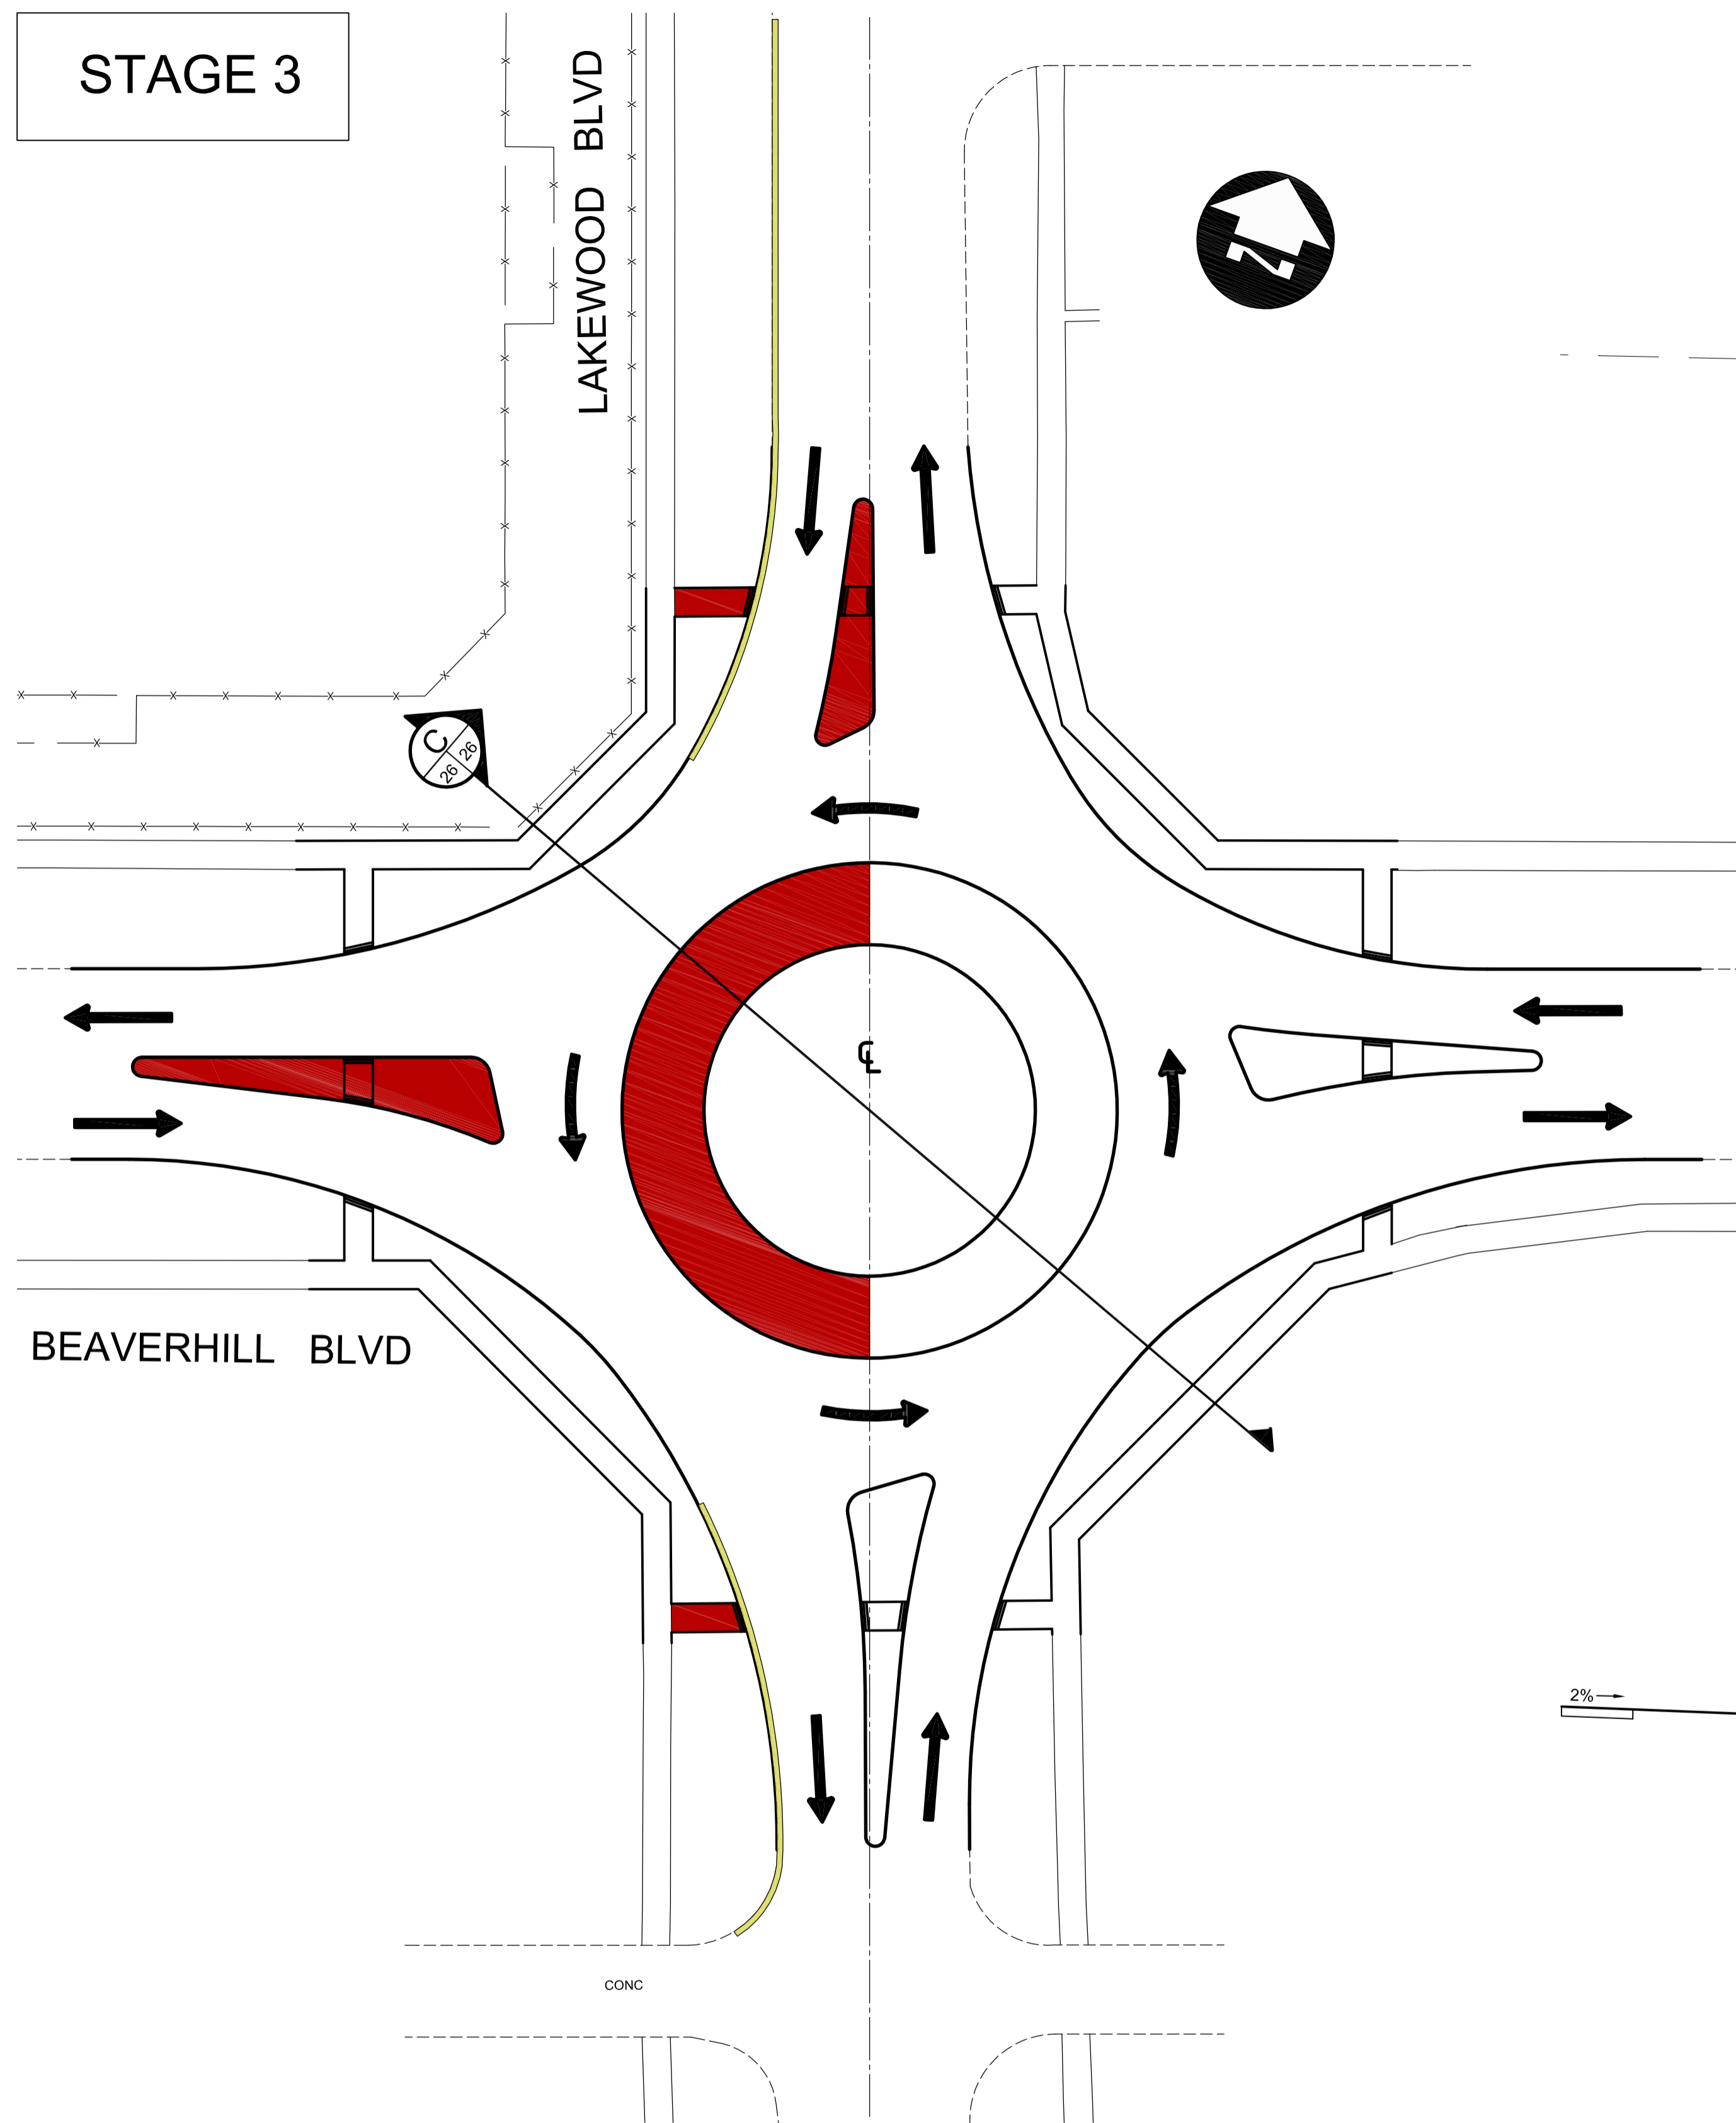 STAGE 3
LAKEWOOD BLVD
N
C
26
26
℄
BEAVERHILL BLVD
2%
CONC